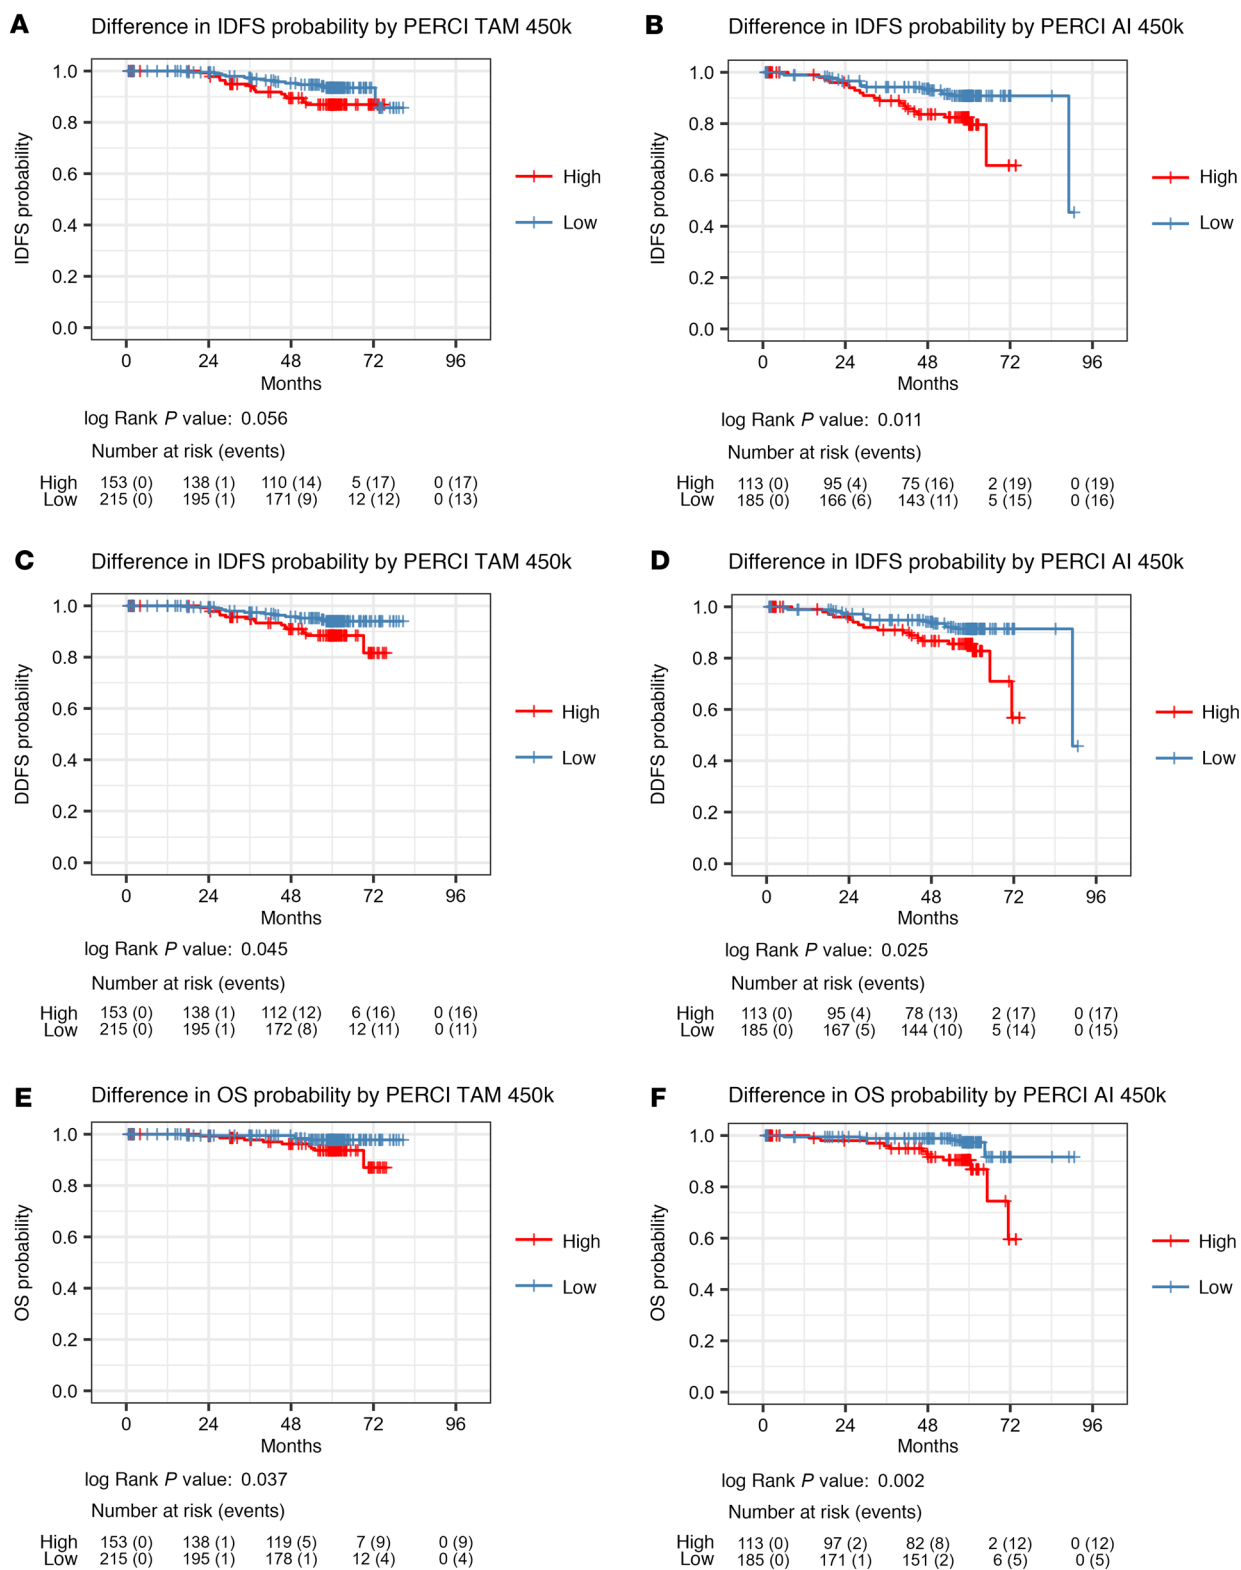 A Difference in IDFS probability by PERCI TAM 450k
1.0
0.8
0.6
0.4
0.2
0.0
IDFS probability
High
Low
0 24 48 72 96
Months
log Rank P value: 0.056
Number at risk (events)
High 153 (0) 138 (1) 110 (14) 5 (17) 0 (17)
Low 215 (0) 195 (1) 171 (9) 12 (12) 0 (13)
B Difference in IDFS probability by PERCI AI 450k
1.0
0.8
0.6
0.4
0.2
0.0
IDFS probability
High
Low
0 24 48 72 96
Months
log Rank P value: 0.011
Number at risk (events)
High 113 (0) 95 (4) 75 (16) 2 (19) 0 (19)
Low 185 (0) 166 (6) 143 (11) 5 (15) 0 (16)
C Difference in IDFS probability by PERCI TAM 450k
1.0
0.8
0.6
0.4
0.2
0.0
DDFS probability
High
Low
0 24 48 72 96
Months
log Rank P value: 0.045
Number at risk (events)
High 153 (0) 138 (1) 112 (12) 6 (16) 0 (16)
Low 215 (0) 195 (1) 172 (8) 12 (11) 0 (11)
D Difference in IDFS probability by PERCI AI 450k
1.0
0.8
0.6
0.4
0.2
0.0
DDFS probability
High
Low
0 24 48 72 96
Months
log Rank P value: 0.025
Number at risk (events)
High 113 (0) 95 (4) 78 (13) 2 (17) 0 (17)
Low 185 (0) 167 (5) 144 (10) 5 (14) 0 (15)
E Difference in OS probability by PERCI TAM 450k
1.0
0.8
0.6
0.4
0.2
0.0
OS probability
High
Low
0 24 48 72 96
Months
log Rank P value: 0.037
Number at risk (events)
High 153 (0) 138 (1) 119 (5) 7 (9) 0 (9)
Low 215 (0) 195 (1) 178 (1) 12 (4) 0 (4)
F Difference in OS probability by PERCI AI 450k
1.0
0.8
0.6
0.4
0.2
0.0
OS probability
High
Low
0 24 48 72 96
Months
log Rank P value: 0.002
Number at risk (events)
High 113 (0) 97 (2) 82 (8) 2 (12) 0 (12)
Low 185 (0) 171 (1) 151 (2) 6 (5) 0 (5)